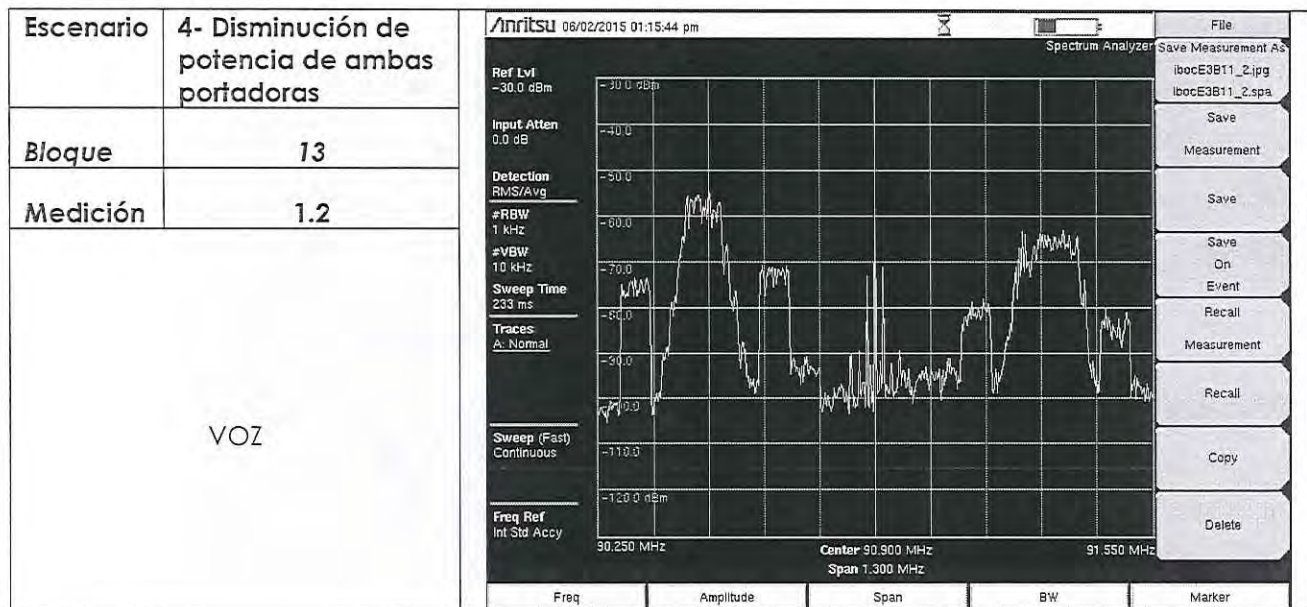 Escenario
4- Disminución de
potencia de ambas
portadoras
Bloque
13
Medición
1.2
VOZ
Anritsu 06/02/2015 01:15:44 pm
Spectrum Analyzer
Ref Lvl
-30.0 dBm
Input Atten
0.0 dB
Detection
RMS/Avg
#RBW
1 kHz
#VBW
10 kHz
Sweep Time
233 ms
Traces
A: Normal
Sweep (Fast)
Continuous
Freq Ref
Int Std Accy
-30.0 dBm
-40.0
-50.0
-60.0
-70.0
-80.0
-90.0
-110.0
-120.0 dBm
90.250 MHz
Center 90.900 MHz
91.550 MHz
Span 1.300 MHz
File
Save Measurement As
ibocE3B11_2.jpg
ibocE3B11_2.spa
Save
Measurement
Save
Save
On
Event
Recall
Measurement
Recall
Copy
Delete
Freq
Amplitude
Span
BW
Marker